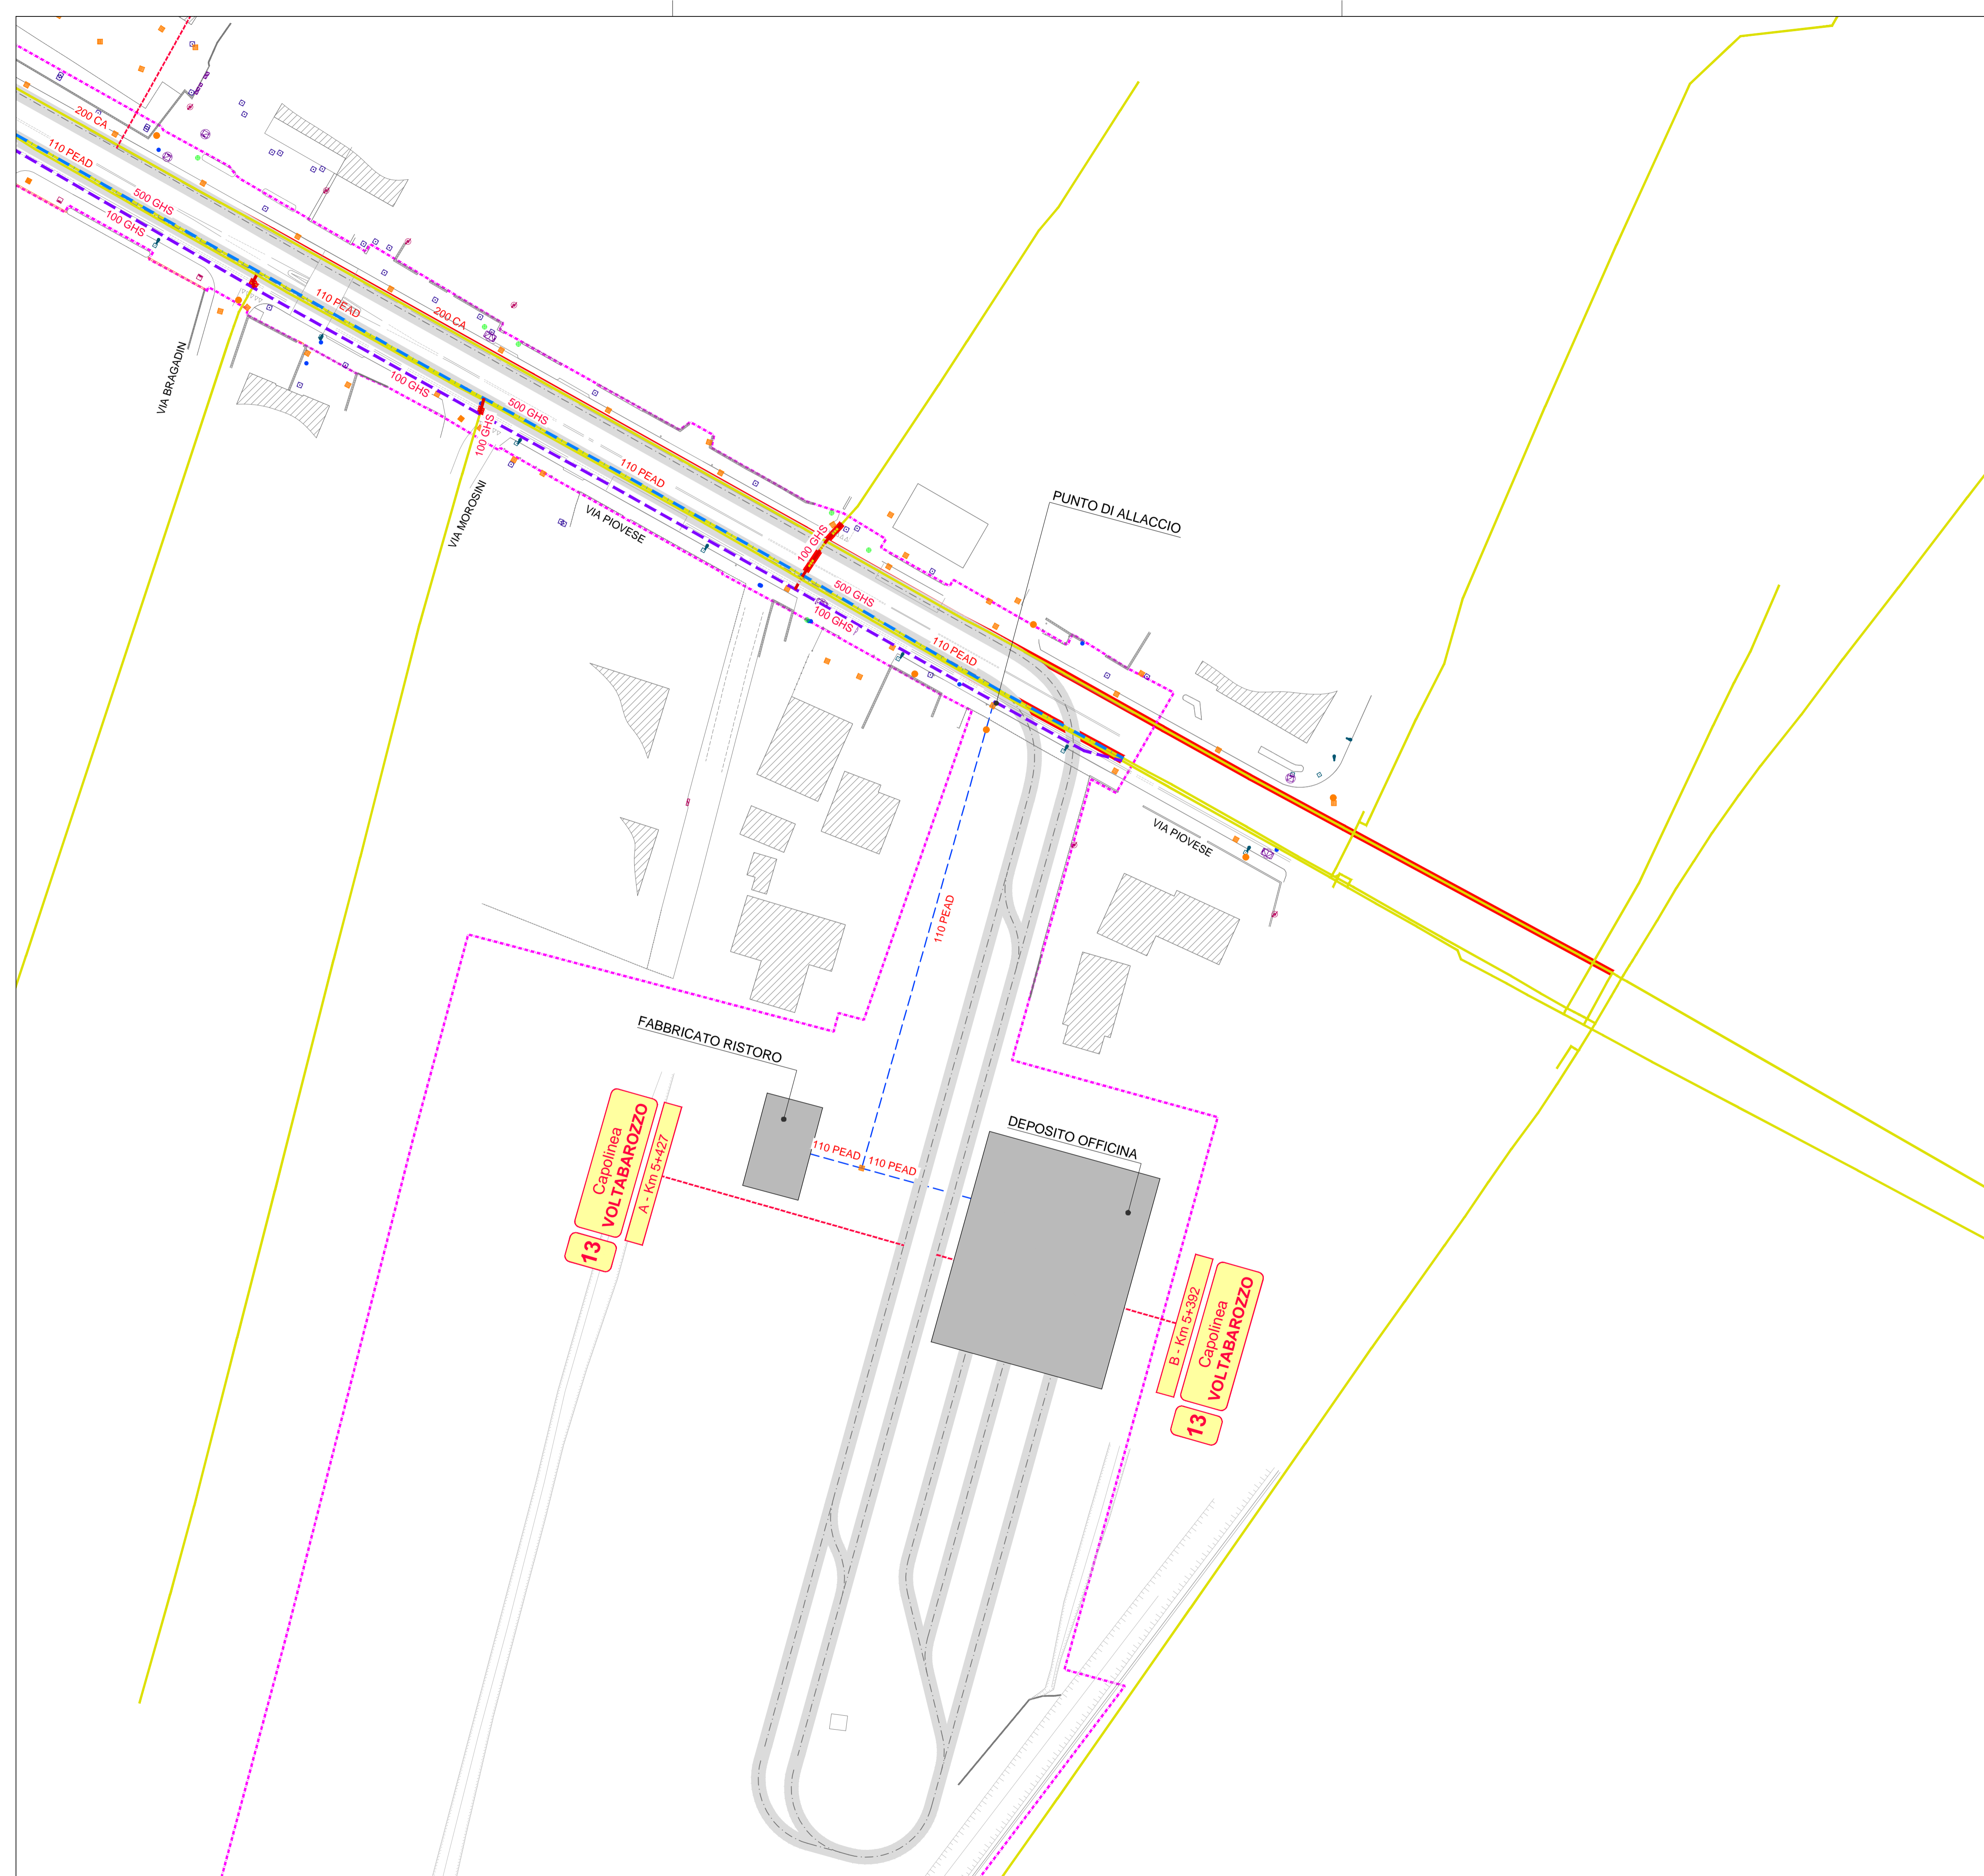 200 CA
110 PEAD
500 GHS
100 GHS
110 PEAD
200 CA
VIA BRAGADIN
100 GHS
500 GHS
100 GHS
110 PEAD
VIA MOROSINI
VIA PIOVESE
PUNTO DI ALLACCIO
100 GHS
500 GHS
100 GHS
110 PEAD
VIA PIOVESE
110 PEAD
FABBRICATO RISTORO
DEPOSITO OFFICINA
110 PEAD
110 PEAD
Capolinea
VOLTABAROZZO
13
A - Km 5+427
B - Km 5+392
Capolinea
VOLTABAROZZO
13